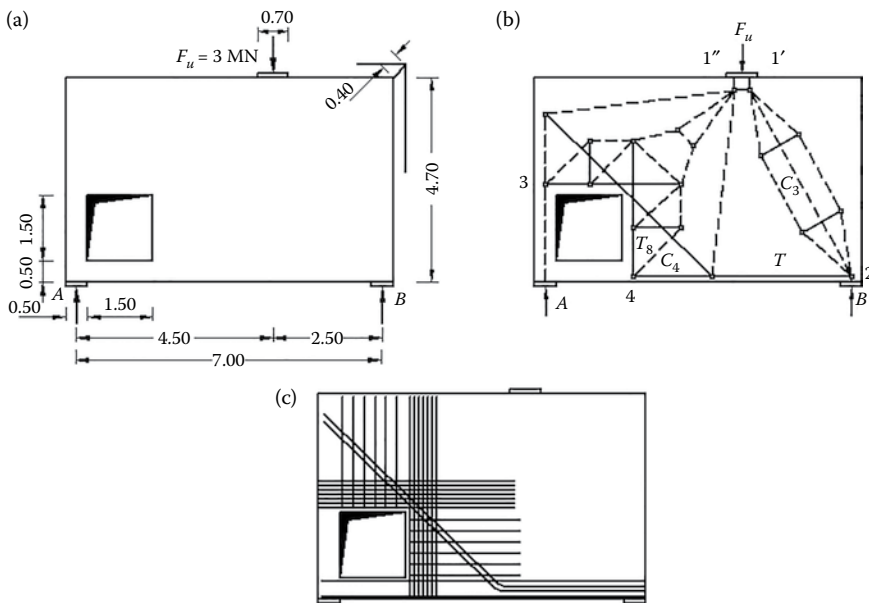 (a)
0.70
F_u = 3 MN
0.40
4.70
1.50
0.50
A
B
0.50
1.50
4.50
2.50
7.00
(b)
F_u
1″
1′
3
C_3
T_8
C_4
T
2
A
4
B
(c)